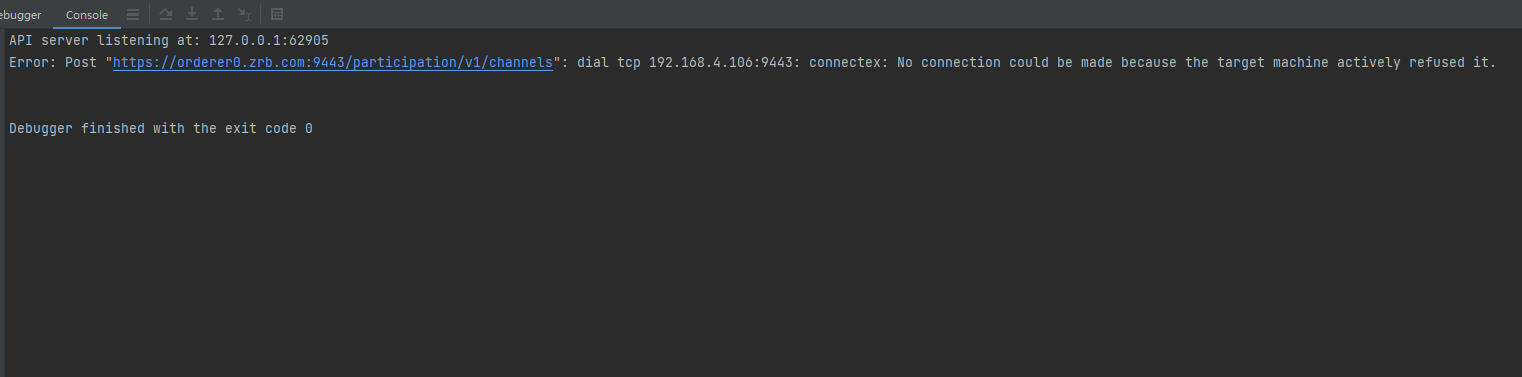 ebugger Console
API server listening at: 127.0.0.1:62905
Error: Post "https://orderer0.zrb.com:9443/participation/v1/channels": dial tcp 192.168.4.106:9443: connectex: No connection could be made because the target machine actively refused it.
Debugger finished with the exit code 0